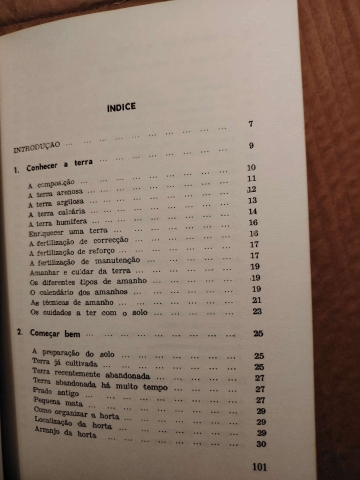 ÍNDICE
INTRODUÇÃO ... ... ... ... ... ... ... ... 7
1. Conhecer a terra ... ... ... ... ... ... 9
A composição ... ... ... ... ... ... ... 10
A terra arenosa ... ... ... ... ... ... ... 11
A terra argilosa ... ... ... ... ... ... ... 12
A terra calcária ... ... ... ... ... ... ... 13
A terra humífera ... ... ... ... ... ... ... 14
Enriquecer uma terra ... ... ... ... ... 16
A fertilização de correcção ... ... ... ... 16
A fertilização de reforço ... ... ... ... 17
A fertilização de manutenção ... ... ... 17
Amanhar e cuidar da terra ... ... ... ... 19
Os diferentes tipos de amanho ... ... ... 19
O calendário dos amanhos ... ... ... ... 19
As técnicas de amanho ... ... ... ... ... 21
Os cuidados a ter com o solo ... ... ... 23
2. Começar bem ... ... ... ... ... ... ... 25
A preparação do solo ... ... ... ... ... 25
Terra já cultivada ... ... ... ... ... ... 25
Terra recentemente abandonada ... ... ... 27
Terra abandonada há muito tempo ... ... 27
Prado antigo ... ... ... ... ... ... ... 27
Pequena mata ... ... ... ... ... ... ... 29
Como organizar a horta ... ... ... ... 29
Localização da horta ... ... ... ... ... 29
Arranjo da horta ... ... ... ... ... ... 30
101